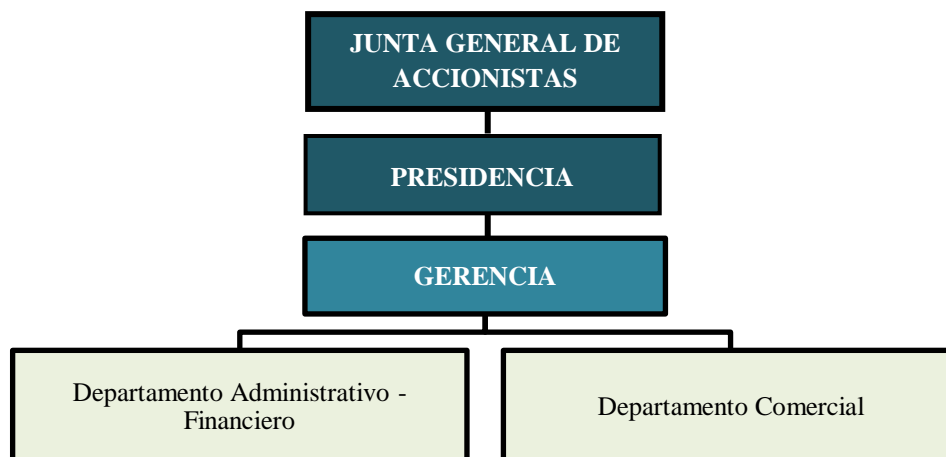 JUNTA GENERAL DE
ACCIONISTAS
PRESIDENCIA
GERENCIA
Departamento Administrativo -
Financiero
Departamento Comercial